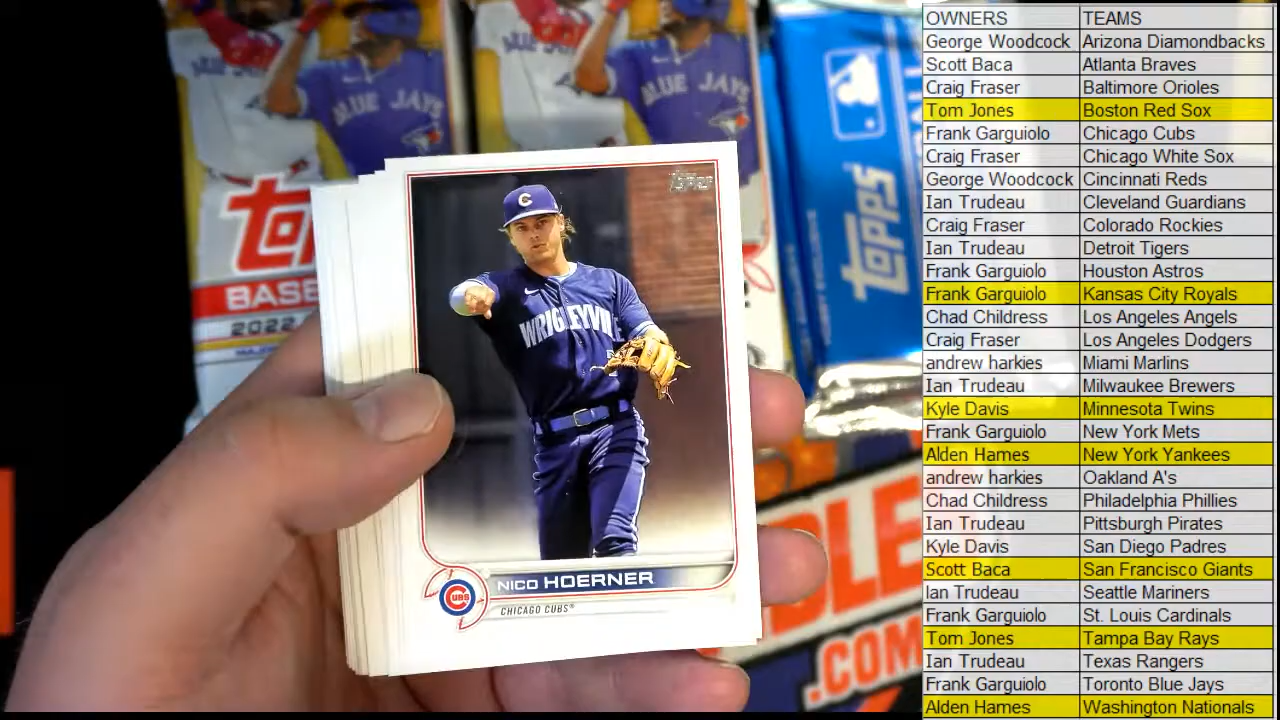 BLUE JAYS
BLUE JAYS
TOPPS
BASE
2022
topps
Topps
C
WRIGLEYVIL
NICO HOERNER
CUBS
CHICAGO CUBS®
.COM
OWNERS TEAMS
George Woodcock Arizona Diamondbacks
Scott Baca Atlanta Braves
Craig Fraser Baltimore Orioles
Tom Jones Boston Red Sox
Frank Garguiolo Chicago Cubs
Craig Fraser Chicago White Sox
George Woodcock Cincinnati Reds
Ian Trudeau Cleveland Guardians
Craig Fraser Colorado Rockies
Ian Trudeau Detroit Tigers
Frank Garguiolo Houston Astros
Frank Garguiolo Kansas City Royals
Chad Childress Los Angeles Angels
Craig Fraser Los Angeles Dodgers
andrew harkies Miami Marlins
Ian Trudeau Milwaukee Brewers
Kyle Davis Minnesota Twins
Frank Garguiolo New York Mets
Alden Hames New York Yankees
andrew harkies Oakland A's
Chad Childress Philadelphia Phillies
Ian Trudeau Pittsburgh Pirates
Kyle Davis San Diego Padres
Scott Baca San Francisco Giants
Ian Trudeau Seattle Mariners
Frank Garguiolo St. Louis Cardinals
Tom Jones Tampa Bay Rays
Ian Trudeau Texas Rangers
Frank Garguiolo Toronto Blue Jays
Alden Hames Washington Nationals